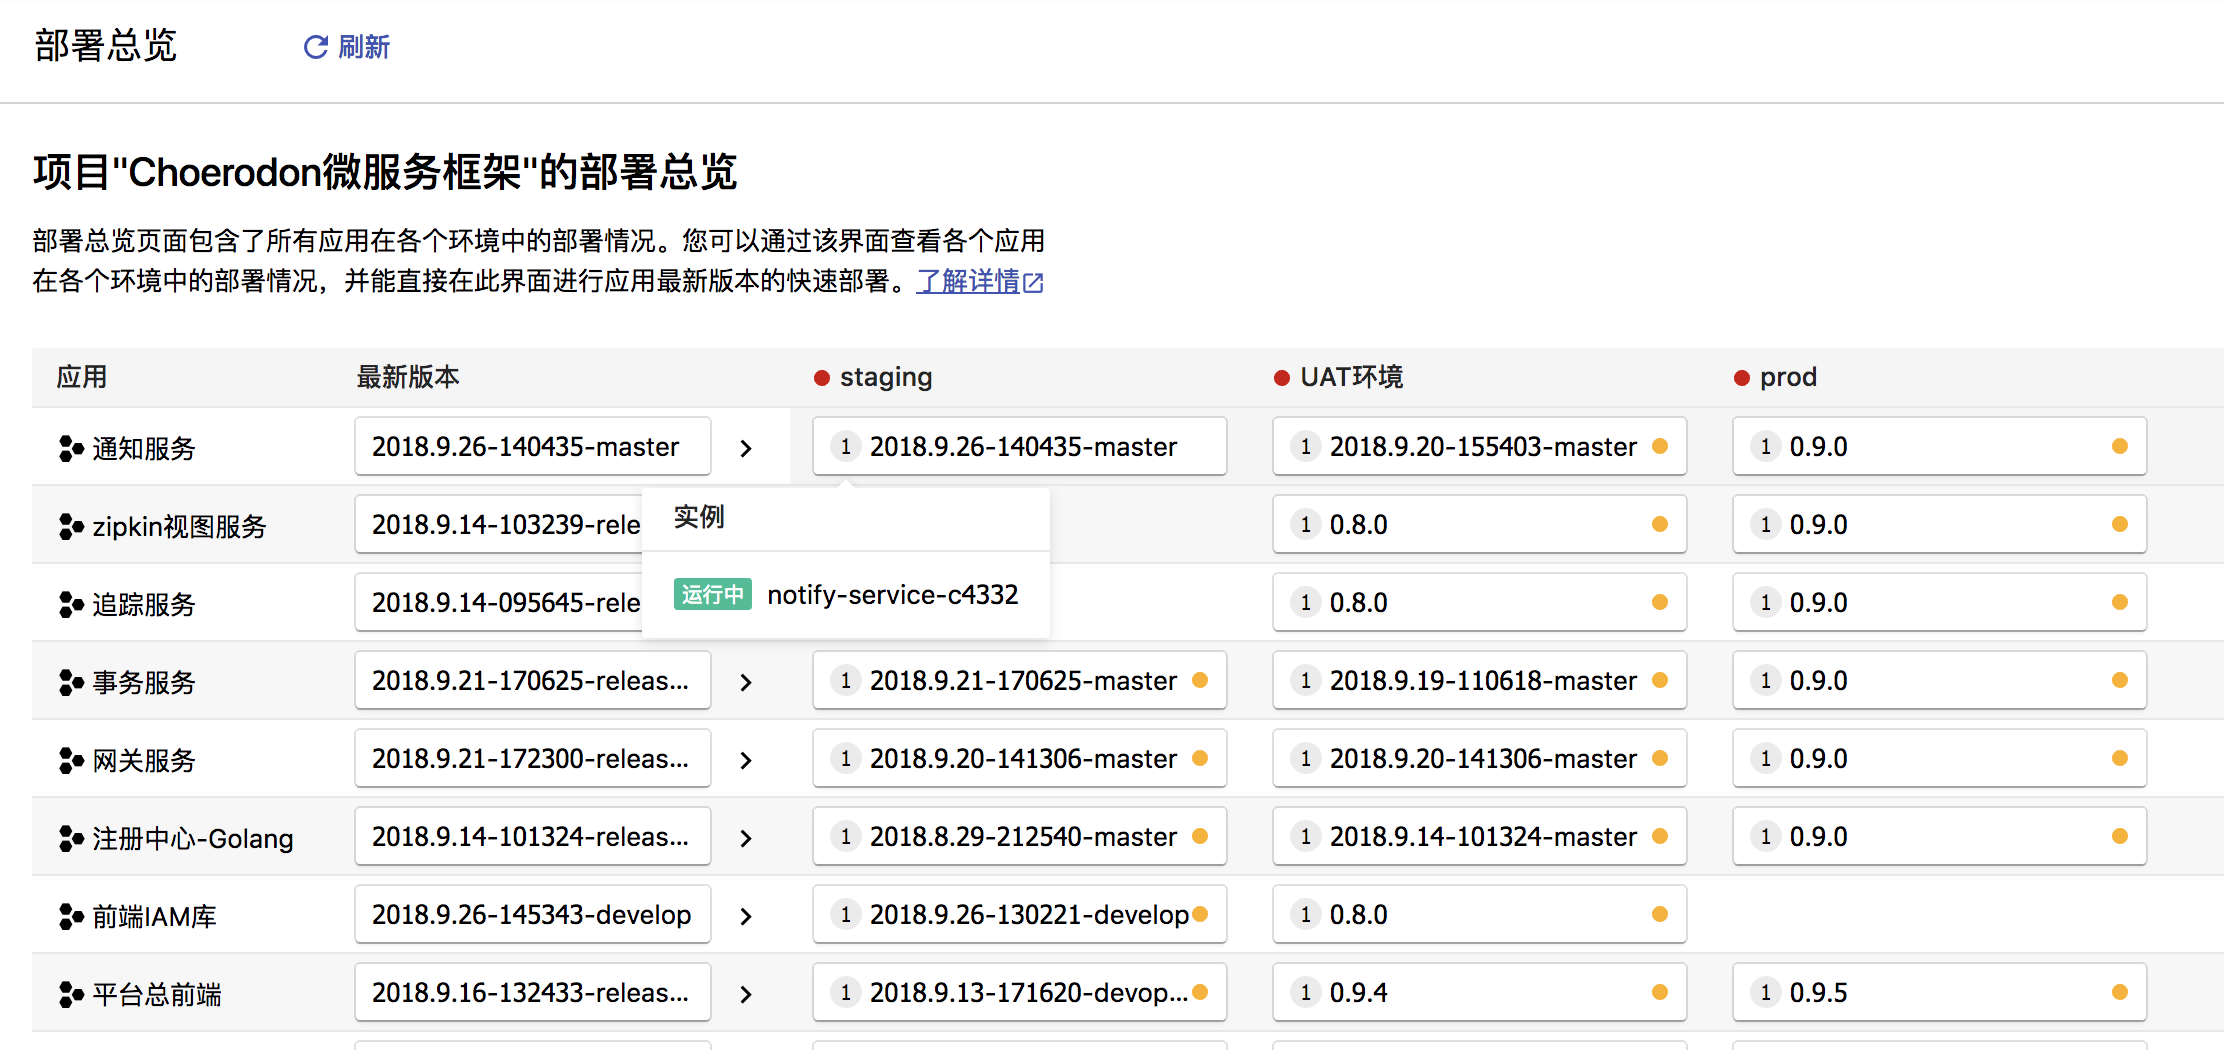 部署总览
刷新
项目"Choerodon微服务框架"的部署总览
部署总览页面包含了所有应用在各个环境中的部署情况。您可以通过该界面查看各个应用
在各个环境中的部署情况，并能直接在此界面进行应用最新版本的快速部署。了解详情
应用 最新版本 staging UAT环境 prod
通知服务 2018.9.26-140435-master 1 2018.9.26-140435-master 1 2018.9.20-155403-master 1 0.9.0
zipkin视图服务 2018.9.14-103239-rele 1 0.8.0 1 0.9.0
实例
追踪服务 2018.9.14-095645-rele 1 0.8.0 1 0.9.0
运行中 notify-service-c4332
事务服务 2018.9.21-170625-releas... 1 2018.9.21-170625-master 1 2018.9.19-110618-master 1 0.9.0
网关服务 2018.9.21-172300-releas... 1 2018.9.20-141306-master 1 2018.9.20-141306-master 1 0.9.0
注册中心-Golang 2018.9.14-101324-releas... 1 2018.8.29-212540-master 1 2018.9.14-101324-master 1 0.9.0
前端IAM库 2018.9.26-145343-develop 1 2018.9.26-130221-develop 1 0.8.0
平台总前端 2018.9.16-132433-releas... 1 2018.9.13-171620-devop... 1 0.9.4 1 0.9.5